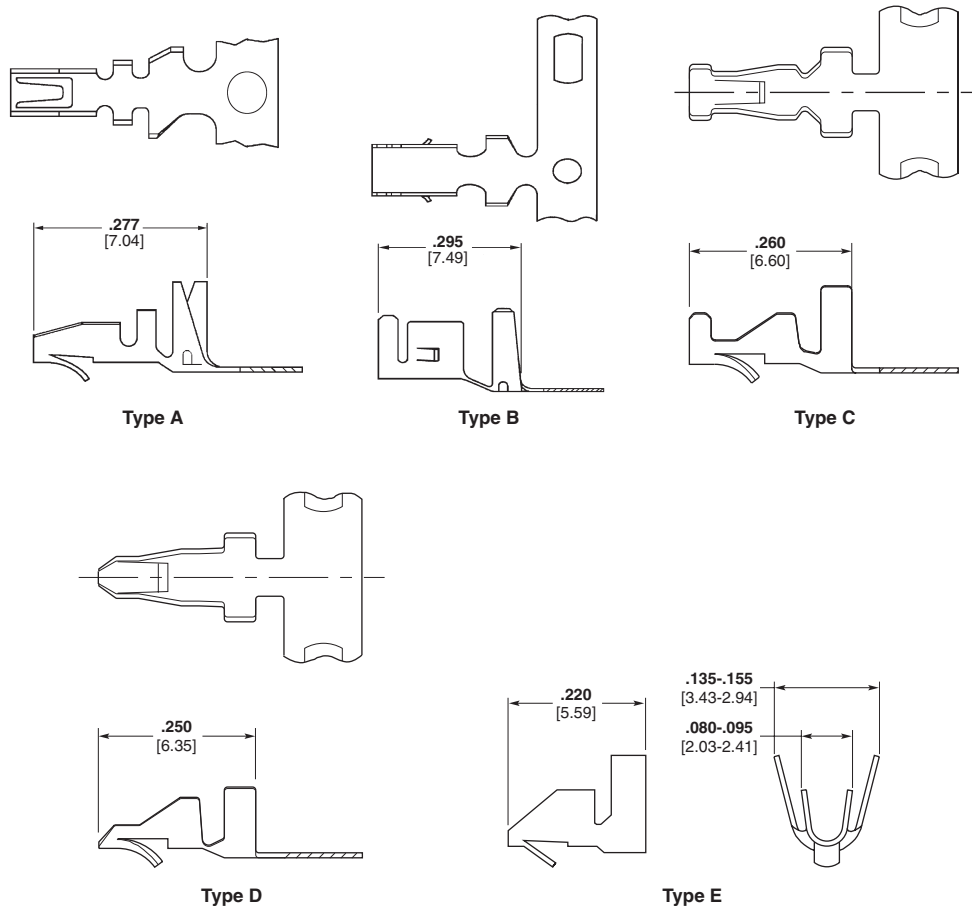 .277
[7.04]
.295
[7.49]
.260
[6.60]
Type A
Type B
Type C
.250
[6.35]
.220
[5.59]
.135-.155
[3.43-2.94]
.080-.095
[2.03-2.41]
Type D
Type E